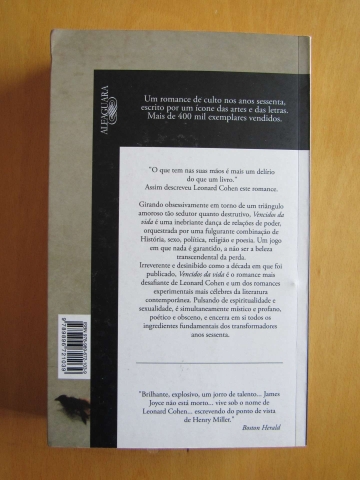 ALFAGUARA
Um romance de culto nos anos sessenta,
escrito por um ícone das artes e das letras.
Mais de 400 mil exemplares vendidos.
"O que tem nas suas mãos é mais um delírio
do que um livro."
Assim descreveu Leonard Cohen este romance.
Girando obsessivamente em torno de um triângulo
amoroso tão sedutor quanto destrutivo, Vencidos da
vida é uma inebriante dança de relações de poder,
orquestrada por uma fulgurante combinação de
História, sexo, política, religião e poesia. Um jogo
em que nada é garantido, a não ser a beleza
transcendental da perda.
Irreverente e desinibido como a década em que foi
publicado, Vencidos da vida é o romance mais
desafiante de Leonard Cohen e um dos romances
experimentais mais célebres da literatura
contemporânea. Pulsando de espiritualidade e
sexualidade, é simultaneamente místico e profano,
poético e obsceno, e encerra em si todos os
ingredientes fundamentais dos transformadores
anos sessenta.
"Brilhante, explosivo, um jorro de talento... James
Joyce não está morto... vive sob o nome de
Leonard Cohen... escrevendo do ponto de vista
de Henry Miller."
Boston Herald